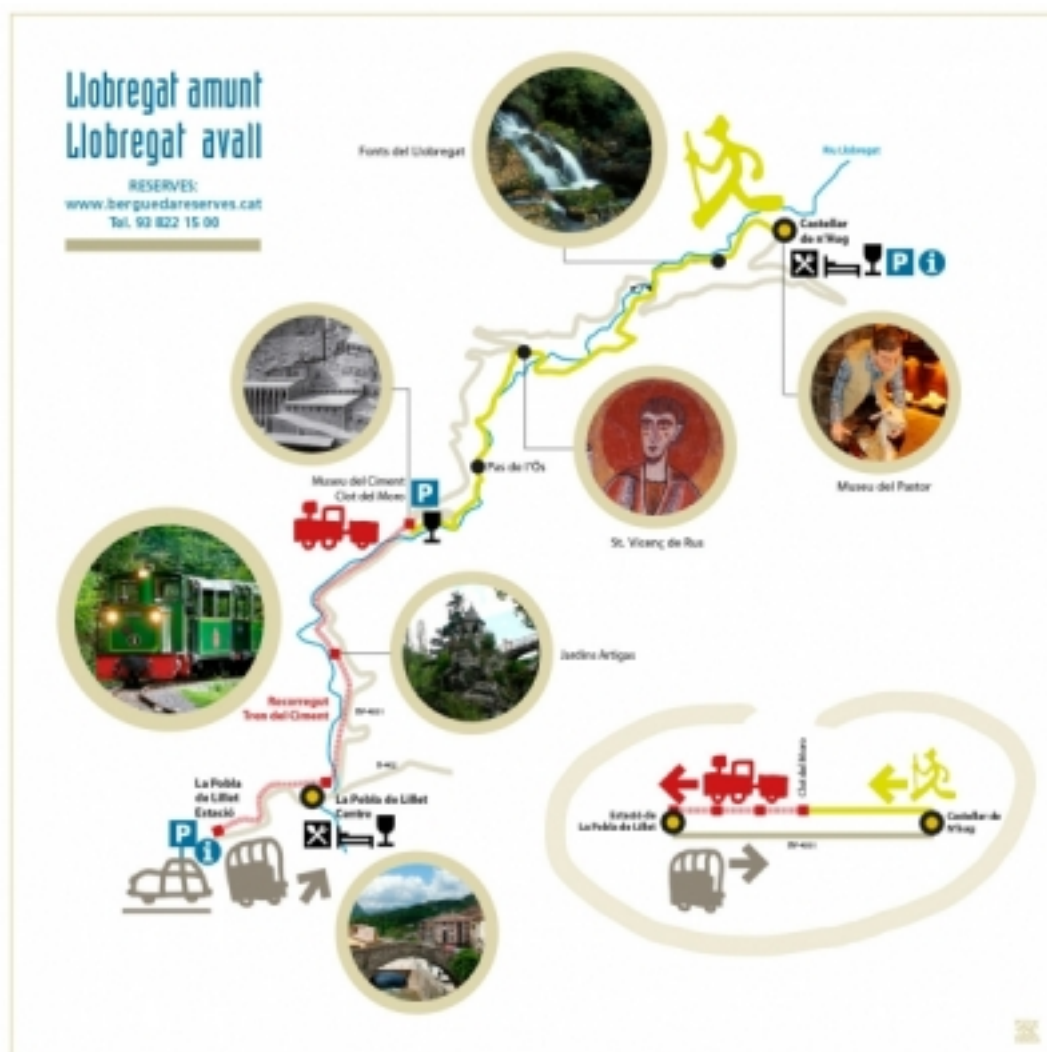 Llobregat amunt
Llobregat avall
RESERVES:
www.berguedareserves.cat
Tel. 93 822 15 00
Fonts del Llobregat
Riu Llobregat
Castellar
de n'Hug
P i
Museu del Ciment
Clot del Moro
P
Pas de l'Ós
St. Vicenç de Rus
Museu del Pastor
Jardins Artigas
Recorregut
Tren del Ciment
La Pobla
de Lillet
Estació
La Pobla de Lillet
Centre
P
i
Clot del Moro
Estació de
La Pobla de Lillet
Castellar de
N'hug